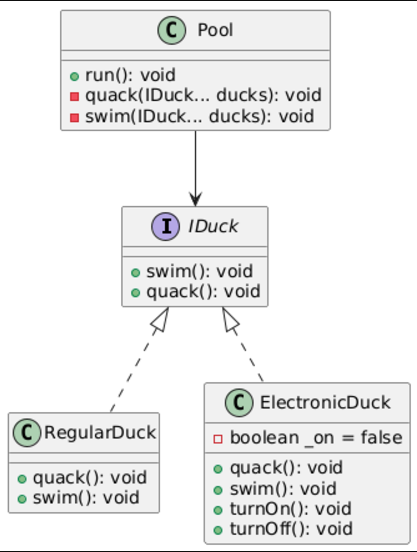 C Pool
run(): void
quack(IDuck... ducks): void
swim(IDuck... ducks): void
I IDuck
swim(): void
quack(): void
C RegularDuck
quack(): void
swim(): void
C ElectronicDuck
boolean _on = false
quack(): void
swim(): void
turnOn(): void
turnOff(): void